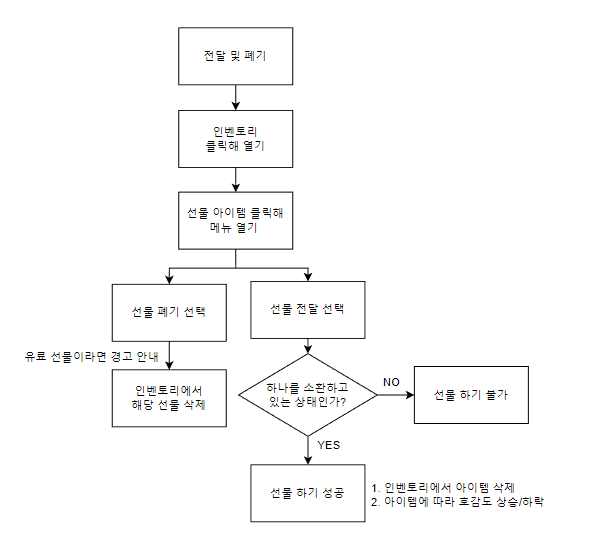 전달 및 폐기
인벤토리
클릭해 열기
선물 아이템 클릭해
메뉴 열기
선물 폐기 선택
선물 전달 선택
유료 선물이라면 경고 안내
인벤토리에서
해당 선물 삭제
하나를 소환하고
있는 상태인가?
NO
선물 하기 불가
YES
선물 하기 성공
1. 인벤토리에서 아이템 삭제
2. 아이템에 따라 호감도 상승/하락